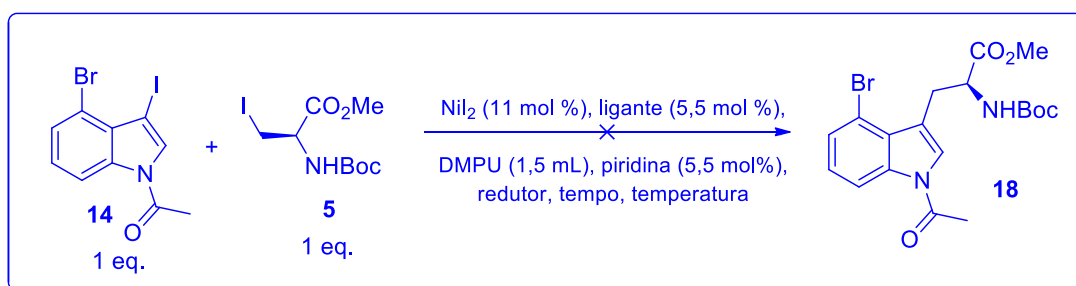 Br
I
N
O
14
1 eq.
+
I
CO₂Me
NHBoc
5
1 eq.
NiI₂ (11 mol %), ligante (5,5 mol %),
DMPU (1,5 mL), piridina (5,5 mol%),
redutor, tempo, temperatura
CO₂Me
Br
NHBoc
N
O
18